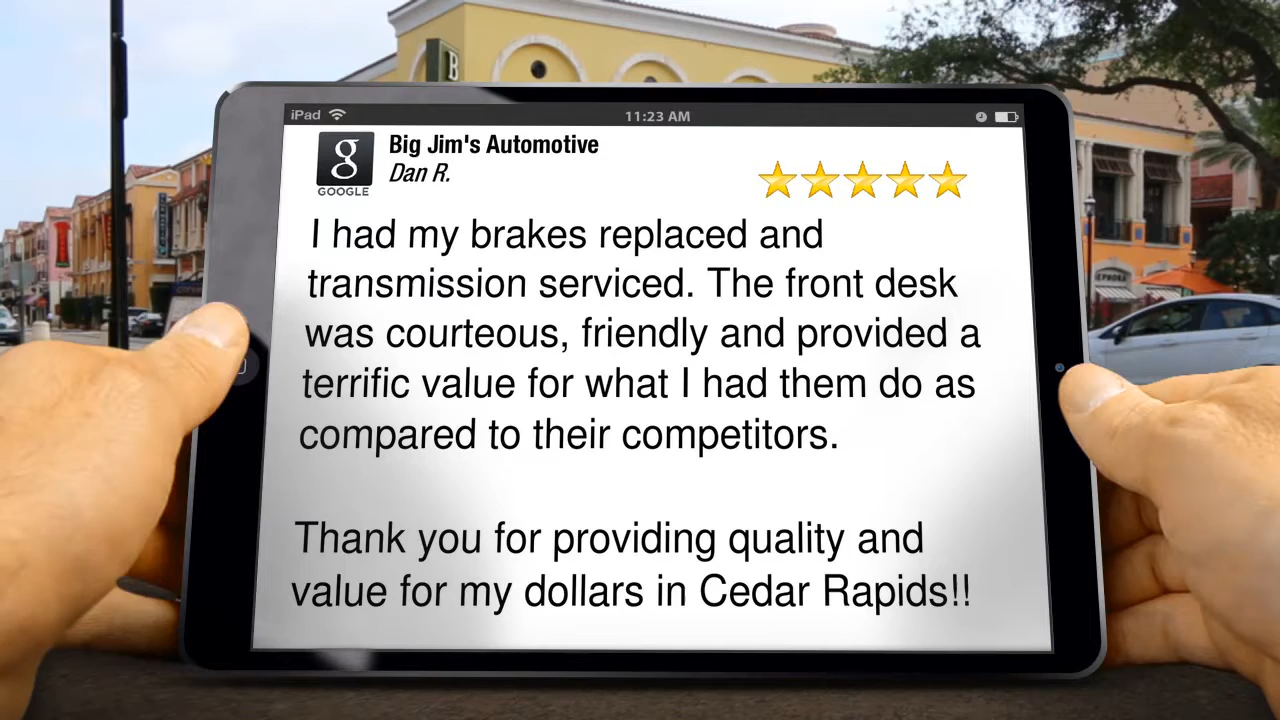 B
iPad
11:23 AM
g
GOOGLE
Big Jim's Automotive
Dan R.
I had my brakes replaced and
transmission serviced. The front desk
was courteous, friendly and provided a
terrific value for what I had them do as
compared to their competitors.
Thank you for providing quality and
value for my dollars in Cedar Rapids!!
SEPHORA